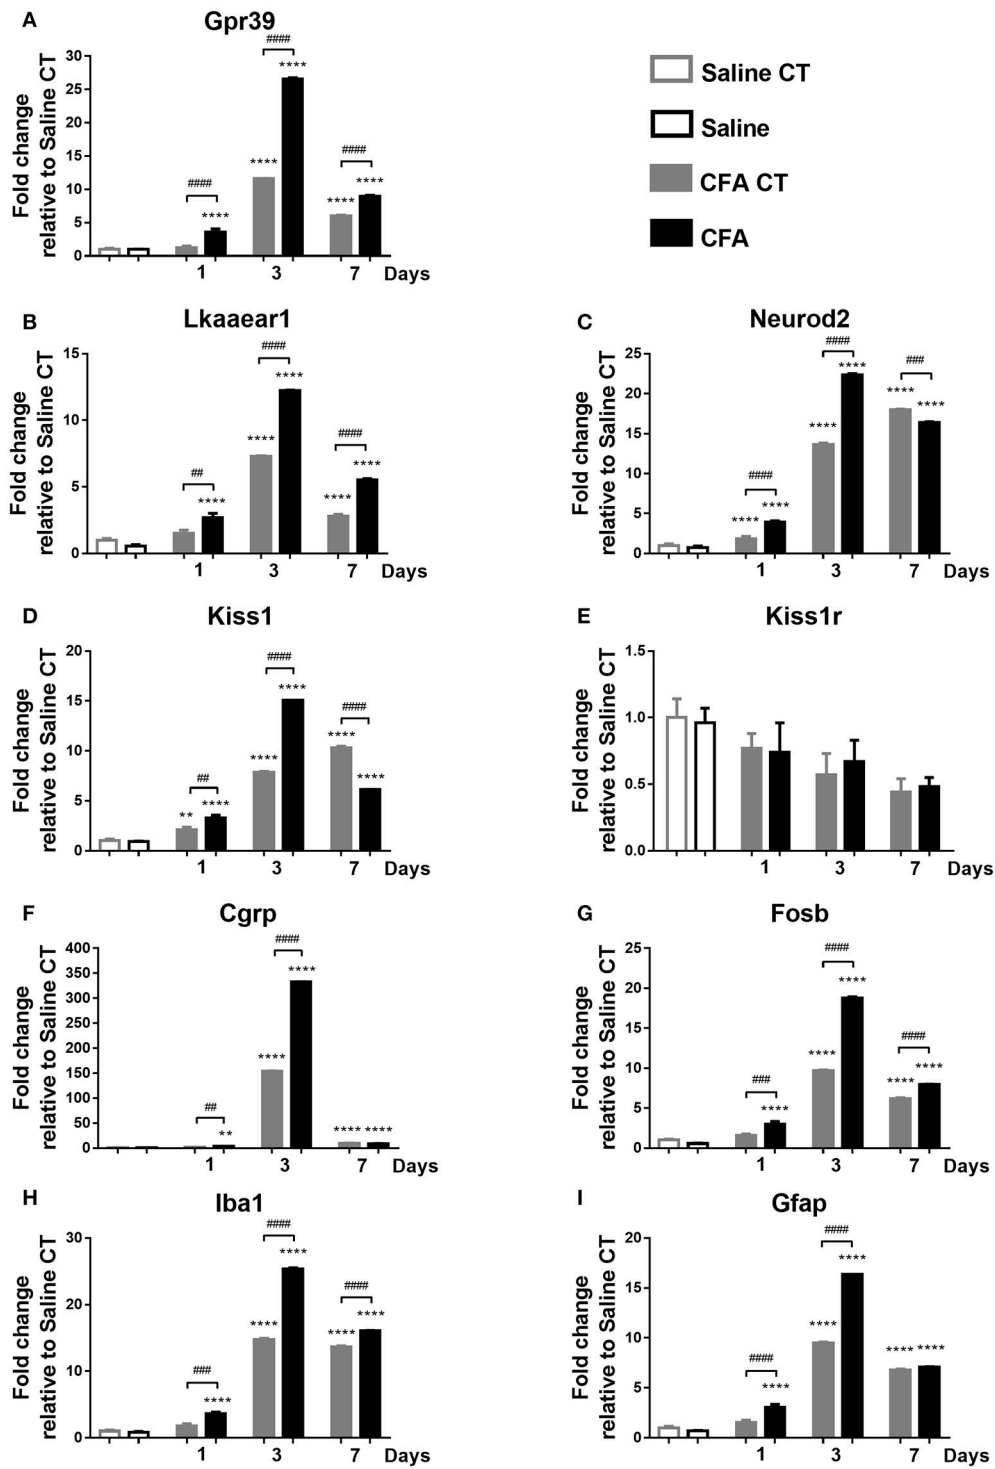 A
Gpr39
Fold change
relative to Saline CT
30
25
20
15
10
5
0
####
****
####
****
****
####
****
****
1
3
7
Days
Saline CT
Saline
CFA CT
CFA
B
Lkaaear1
Fold change
relative to Saline CT
15
10
5
0
##
****
####
****
****
####
****
****
1
3
7
Days
C
Neurod2
Fold change
relative to Saline CT
25
20
15
10
5
0
####
****
****
####
****
****
###
****
****
1
3
7
Days
D
Kiss1
Fold change
relative to Saline CT
20
15
10
5
0
##
**
****
####
****
****
####
****
****
1
3
7
Days
E
Kiss1r
Fold change
relative to Saline CT
1.5
1.0
0.5
0.0
1
3
7
Days
F
Cgrp
Fold change
relative to Saline CT
400
350
300
250
200
150
100
50
0
##
**
####
****
****
****
****
1
3
7
Days
G
Fosb
Fold change
relative to Saline CT
25
20
15
10
5
0
###
****
####
****
****
####
****
****
1
3
7
Days
H
Iba1
Fold change
relative to Saline CT
30
20
10
0
###
****
####
****
****
####
****
****
1
3
7
Days
I
Gfap
Fold change
relative to Saline CT
20
15
10
5
0
####
****
####
****
****
****
****
1
3
7
Days